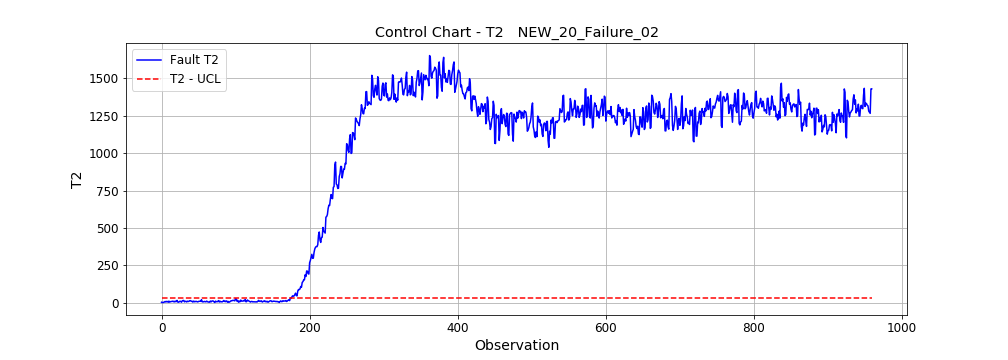 Control Chart - T2   NEW_20_Failure_02
Fault T2
T2 - UCL
1500
1250
1000
750
500
250
0
T2
0 200 400 600 800 1000
Observation